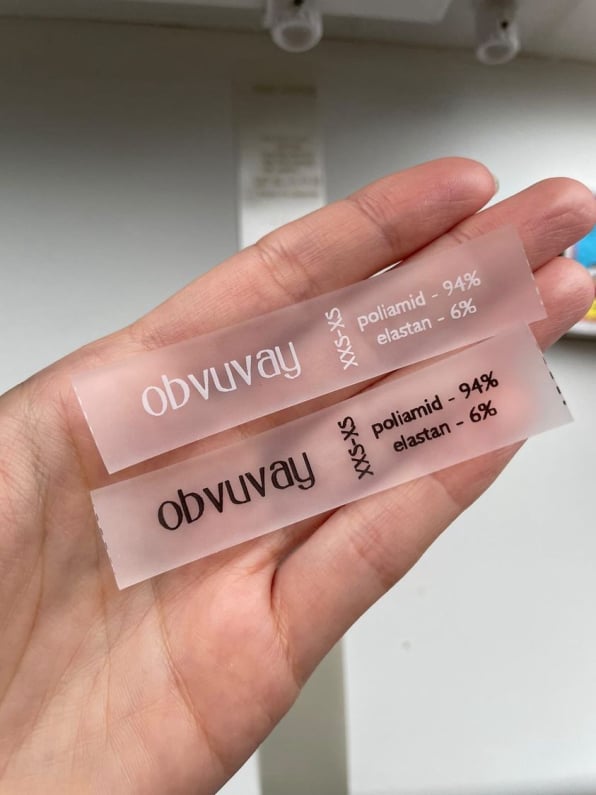 obvuvay
XXS-XS
poliamid - 94%
elastan - 6%
obvuvay
XXS-XS
poliamid - 94%
elastan - 6%